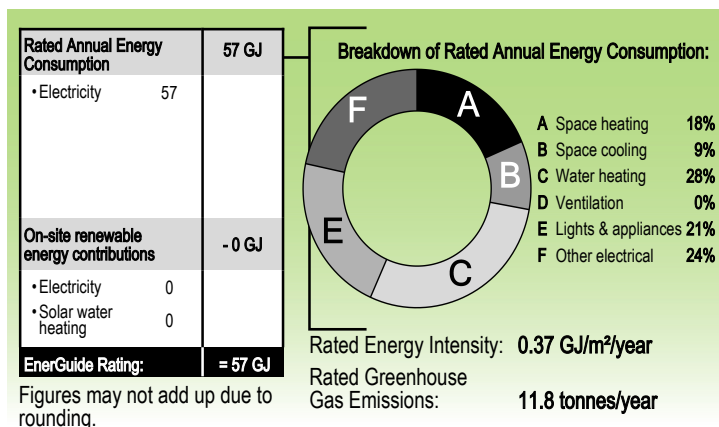 Rated Annual Energy
Consumption
57 GJ
• Electricity 57
On-site renewable
energy contributions
- 0 GJ
• Electricity 0
• Solar water
heating
0
EnerGuide Rating: = 57 GJ
Figures may not add up due to
rounding.
Breakdown of Rated Annual Energy Consumption:
A
B
C
E
F
A Space heating 18%
B Space cooling 9%
C Water heating 28%
D Ventilation 0%
E Lights & appliances 21%
F Other electrical 24%
Rated Energy Intensity: 0.37 GJ/m²/year
Rated Greenhouse
Gas Emissions: 11.8 tonnes/year